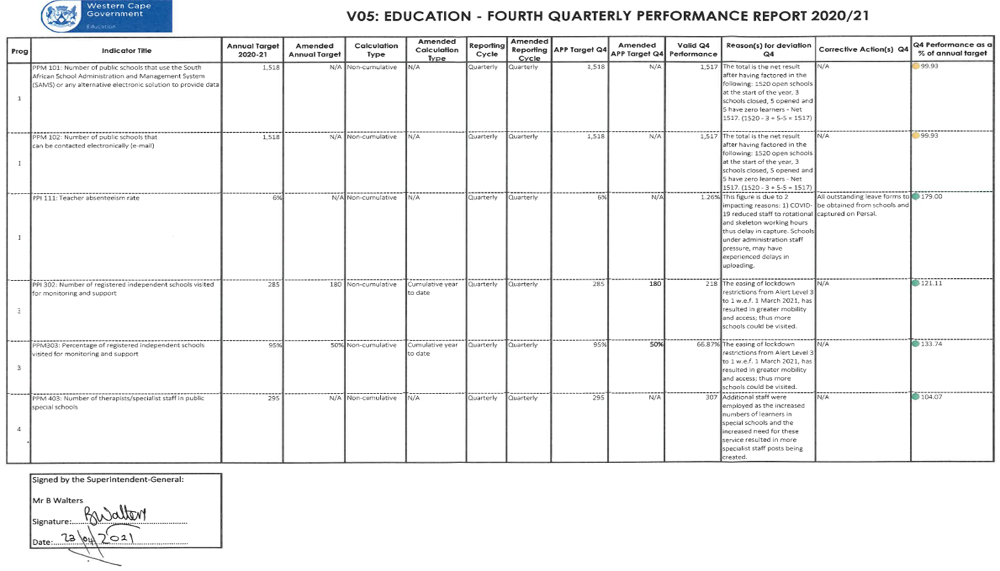 Western Cape
Government
Education
V05: EDUCATION - FOURTH QUARTERLY PERFORMANCE REPORT 2020/21
Prog
Indicator Title
Annual Target
2020-21
Amended
Annual Target
Calculation
Type
Amended
Calculation
Type
Reporting
Cycle
Amended
Reporting
Cycle
APP Target Q4
Amended
APP Target Q4
Valid Q4
Performance
Reason(s) for deviation
Q4
Corrective Action(s) Q4
Q4 Performance as a
% of annual target
1
PPM 101: Number of public schools that use the South
African School Administration and Management System
(SAMS) or any alternative electronic solution to provide data
1,518
N/A
Non-cumulative
N/A
Quarterly
Quarterly
1,518
N/A
1,517
The total is the net result
after having factored in the
following: 1520 open schools
at the start of the year, 3
schools closed, 5 opened and
5 have zero learners - Net
1517. (1520 - 3 + 5-5 = 1517)
N/A
99.93
1
PPM 102: Number of public schools that
can be contacted electronically (e-mail)
1,518
N/A
Non-cumulative
N/A
Quarterly
Quarterly
1,518
N/A
1,517
The total is the net result
after having factored in the
following: 1520 open schools
at the start of the year, 3
schools closed, 5 opened and
5 have zero learners - Net
1517. (1520 - 3 + 5-5 = 1517)
N/A
99.93
1
PPI 111: Teacher absenteeism rate
6%
N/A
Non-cumulative
N/A
Quarterly
Quarterly
6%
N/A
1.26%
This figure is due to 2
impacting reasons: 1) COVID-
19 reduced staff to rotational
and skeleton working hours
thus delay in capture. Schools
under administration staff
pressure, may have
experienced delays in
uploading.
All outstanding leave forms to
be obtained from schools and
captured on Persal.
179.00
3
PPI 302: Number of registered independent schools visited
for monitoring and support
285
180
Non-cumulative
Cumulative year
to date
Quarterly
Quarterly
285
180
218
The easing of lockdown
restrictions from Alert Level 3
to 1 w.e.f. 1 March 2021, has
resulted in greater mobility
and access; thus more
schools could be visited.
N/A
121.11
3
PPM303: Percentage of registered independent schools
visited for monitoring and support
95%
50%
Non-cumulative
Cumulative year
to date
Quarterly
Quarterly
95%
50%
66.87%
The easing of lockdown
restrictions from Alert Level 3
to 1 w.e.f. 1 March 2021, has
resulted in greater mobility
and access; thus more
schools could be visited.
N/A
133.74
4
PPM 403: Number of therapists/specialist staff in public
special schools
295
N/A
Non-cumulative
N/A
Quarterly
Quarterly
295
N/A
307
Additional staff were
employed as the increased
numbers of learners in
special schools and the
increased need for these
service resulted in more
specialist staff posts being
created.
N/A
104.07
Signed by the Superintendent-General:
Mr B Walters
Signature: BWalters
Date: 23/04/2021